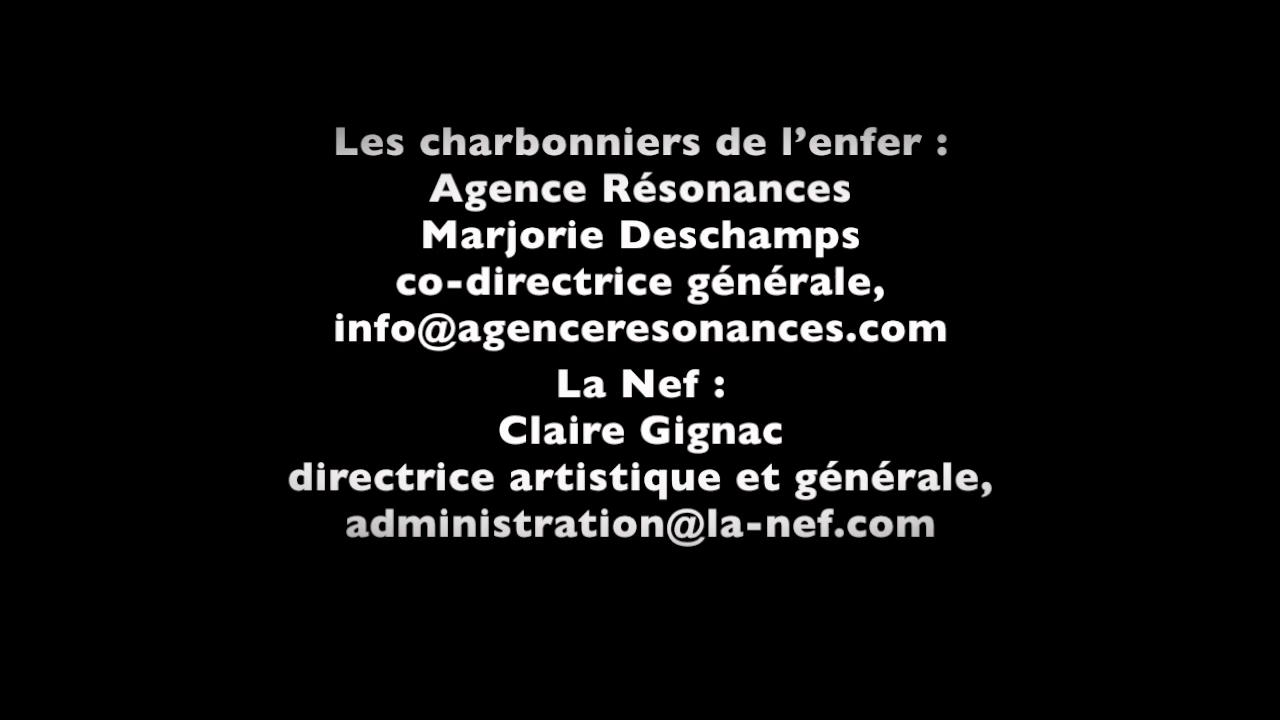 Les charbonniers de l’enfer :
Agence Résonances
Marjorie Deschamps
co-directrice générale,
info@agenceresonances.com
La Nef :
Claire Gignac
directrice artistique et générale,
administration@la-nef.com